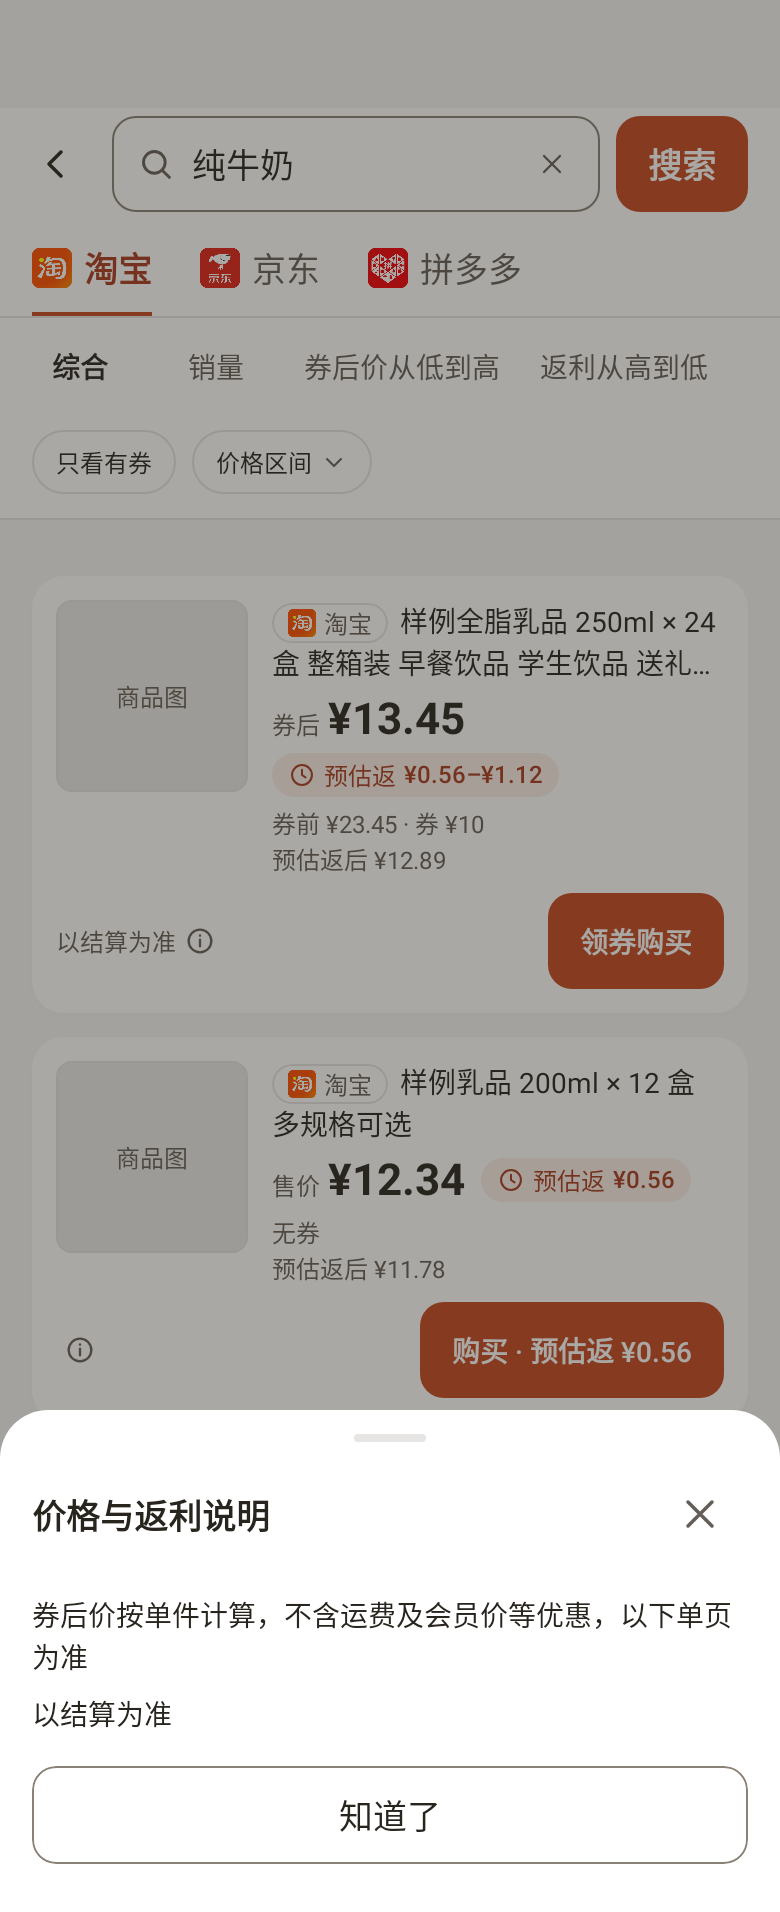 纯牛奶
搜索
淘 淘宝
京东 京东
拼多多
综合
销量
券后价从低到高
返利从高到低
只看有券
价格区间
商品图
淘 淘宝 样例全脂乳品 250ml × 24
盒 整箱装 早餐饮品 学生饮品 送礼...
券后 ¥13.45
预估返 ¥0.56–¥1.12
券前 ¥23.45 · 券 ¥10
预估返后 ¥12.89
以结算为准
领券购买
商品图
淘 淘宝 样例乳品 200ml × 12 盒
多规格可选
售价 ¥12.34 预估返 ¥0.56
无券
预估返后 ¥11.78
购买 · 预估返 ¥0.56
价格与返利说明
券后价按单件计算，不含运费及会员价等优惠，以下单页
为准
以结算为准
知道了